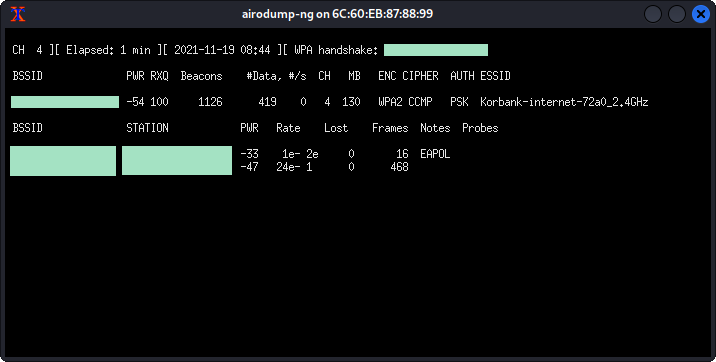 airodump-ng on 6C:60:EB:87:88:99
CH 4 ][ Elapsed: 1 min ][ 2021-11-19 08:44 ][ WPA handshake:
BSSID PWR RXQ Beacons #Data, #/s CH MB ENC CIPHER AUTH ESSID
-54 100 1126 419 0 4 130 WPA2 CCMP PSK Korbank-internet-72a0_2.4GHz
BSSID STATION PWR Rate Lost Frames Notes Probes
-33 1e- 2e 0 16 EAPOL
-47 24e- 1 0 468